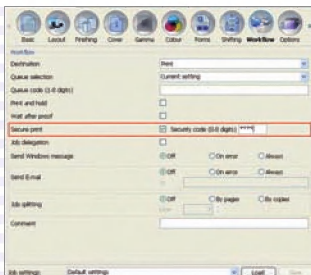 Basic Layout Finishing Cover Gamma Colour Forms Shifting Workflow Options
Workflow
Destination Print
Queue selection Current setting
Queue code (1-8 digits)
Print and hold
Wait after proof
Secure print Security code (0-8 digits) ****
Job delegation
Send Windows message Off On error Always
Send E-mail Off On error Always
Job splitting Off By pages By copies
Comment
Job settings: Default settings Load Save